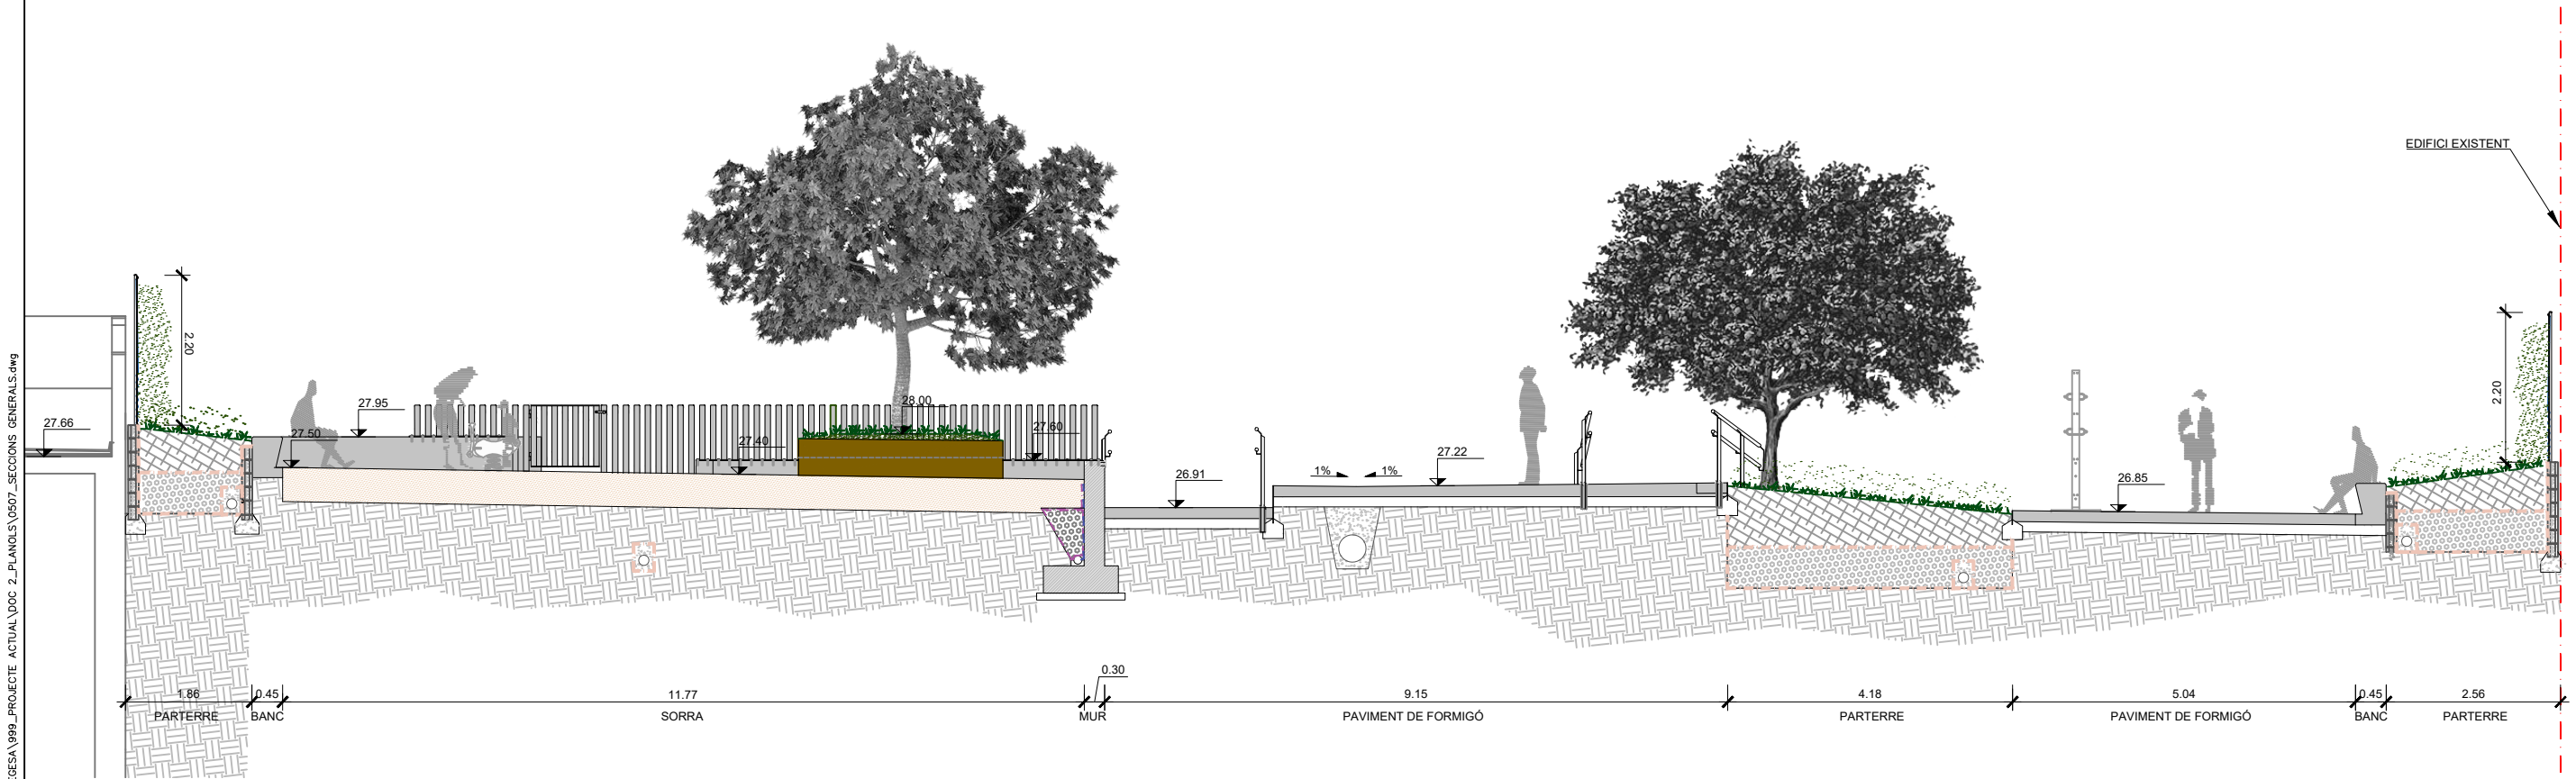 EDIFICI EXISTENT
2.20
27.66
27.95
27.50
27.40
28.00
27.60
26.91
1%
1%
27.22
26.85
2.20
0.30
1.86
0.45
11.77
9.15
4.18
5.04
0.45
2.56
PARTERRE
BANC
SORRA
MUR
PAVIMENT DE FORMIGÓ
PARTERRE
PAVIMENT DE FORMIGÓ
BANC
PARTERRE
EGESA\999_PROJECTE ACTUAL\DOC 2_PLANOLS\0507_SECCIONS GENERALS.dwg